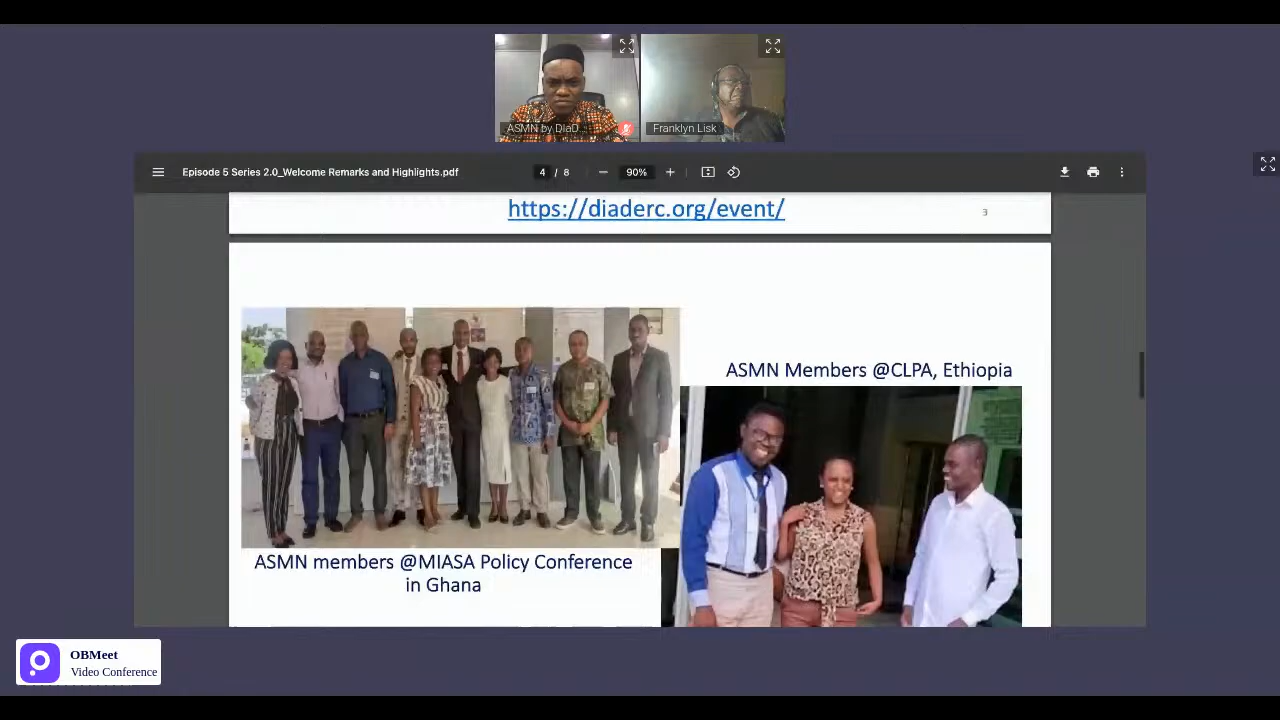 ASMN by DIaD...
Franklyn Lisk
Episode 5 Series 2.0_Welcome Remarks and Highlights.pdf
4 / 8
90%
https://diaderc.org/event/
3
ASMN Members @CLPA, Ethiopia
ASMN members @MIASA Policy Conference
in Ghana
OBMeet
Video Conference